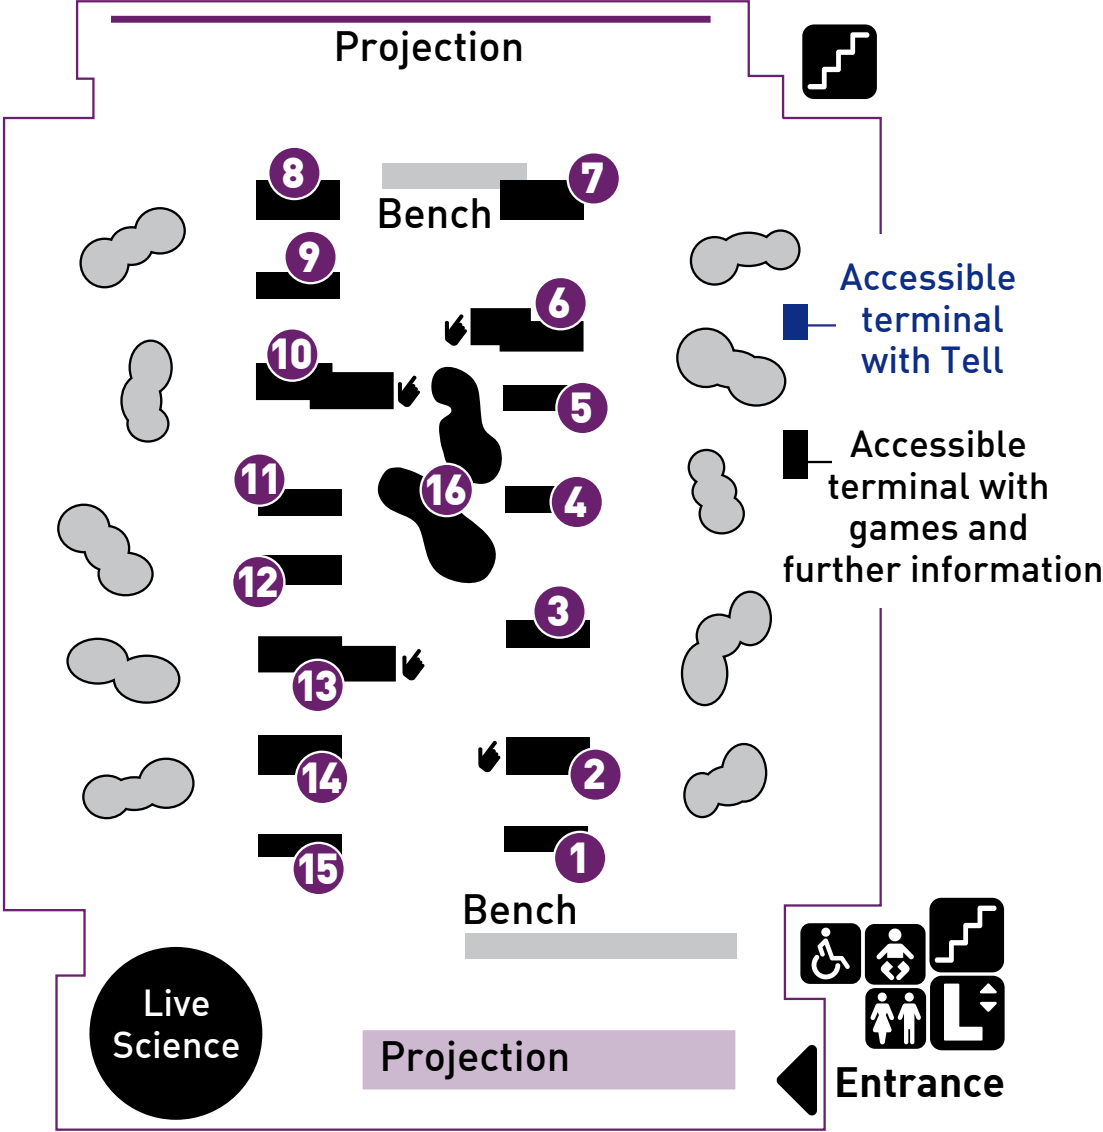 Projection
8
7
Bench
9
6
10
5
11
16
4
12
3
13
14
2
15
1
Accessible
terminal
with Tell
Accessible
terminal with
games and
further information
Bench
Live
Science
Projection
L
Entrance